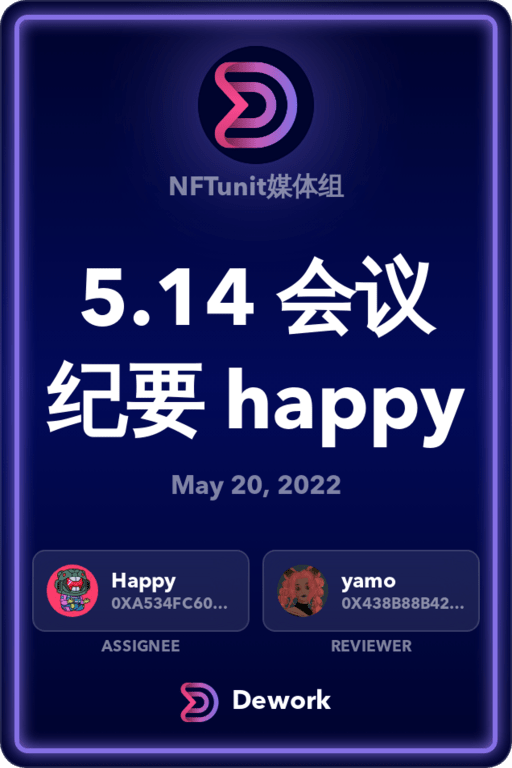 NFTunit媒体组
5.14 会议
纪要 happy
May 20, 2022
Happy
0XA534FC60...
ASSIGNEE
yamo
0X438B88B42...
REVIEWER
Dework